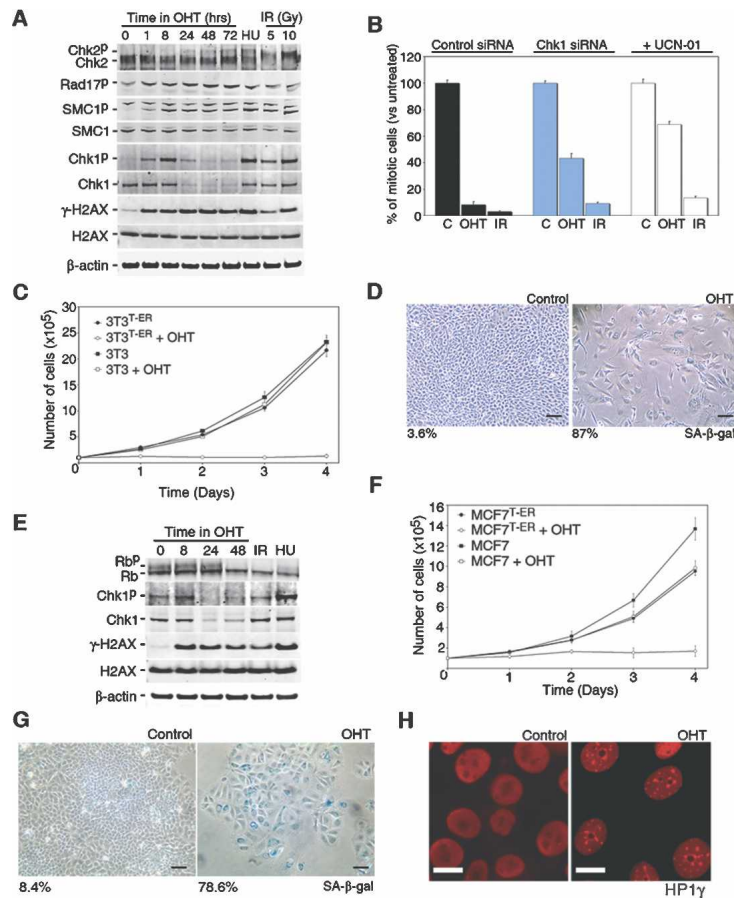 A
Time in OHT (hrs) IR (Gy)
0 1 8 24 48 72 HU 5 10
Chk2p
Chk2
Rad17p
SMC1p
SMC1
Chk1p
Chk1
γ-H2AX
H2AX
β-actin
B
Control siRNA Chk1 siRNA + UCN-01
% of mitotic cells (vs untreated)
120
100
80
60
40
20
0
C OHT IR C OHT IR C OHT IR
C
Number of cells (x10⁵)
30
25
20
15
10
5
0 1 2 3 4
Time (Days)
3T3T-ER
3T3T-ER + OHT
3T3
3T3 + OHT
D
Control OHT
3.6% 87% SA-β-gal
E
Time in OHT
0 8 24 48 IR HU
Rbp
Rb
Chk1p
Chk1
γ-H2AX
H2AX
β-actin
F
Number of cells (x10⁵)
16
14
12
10
8
6
4
2
0 1 2 3 4
Time (Days)
MCF7T-ER
MCF7T-ER + OHT
MCF7
MCF7 + OHT
G
Control OHT
8.4% 78.6% SA-β-gal
H
Control OHT
HP1γ